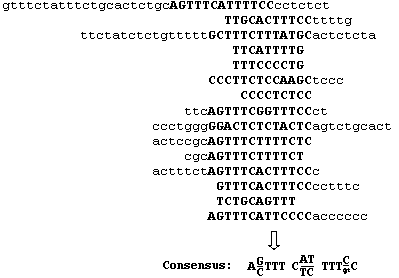 gtttctatttctgcactctgcAGTTTCATTTTCCcctctct
TTGCACTTTCCttttg
ttctatctctgtttttGCTTTCTTTATGCactctcta
TTCATTTTG
TTTCCCCTG
CCCTTCTCCAAGCtccc
CCCCTCTCC
ttcAGTTTCGGTTTCCct
ccctgggGGACTCTCTACTCagtctgcact
actccgcAGTTTCTTTTCTC
cgcAGTTTCTTTTCT
actttctAGTTTCACTTTCCc
GTTTCACTTTCCcctttc
TCTGCAGTTT
AGTTTCATTCCCCacccccc
Consensus: A G/C TTT C AT/TC TTT C/g. C